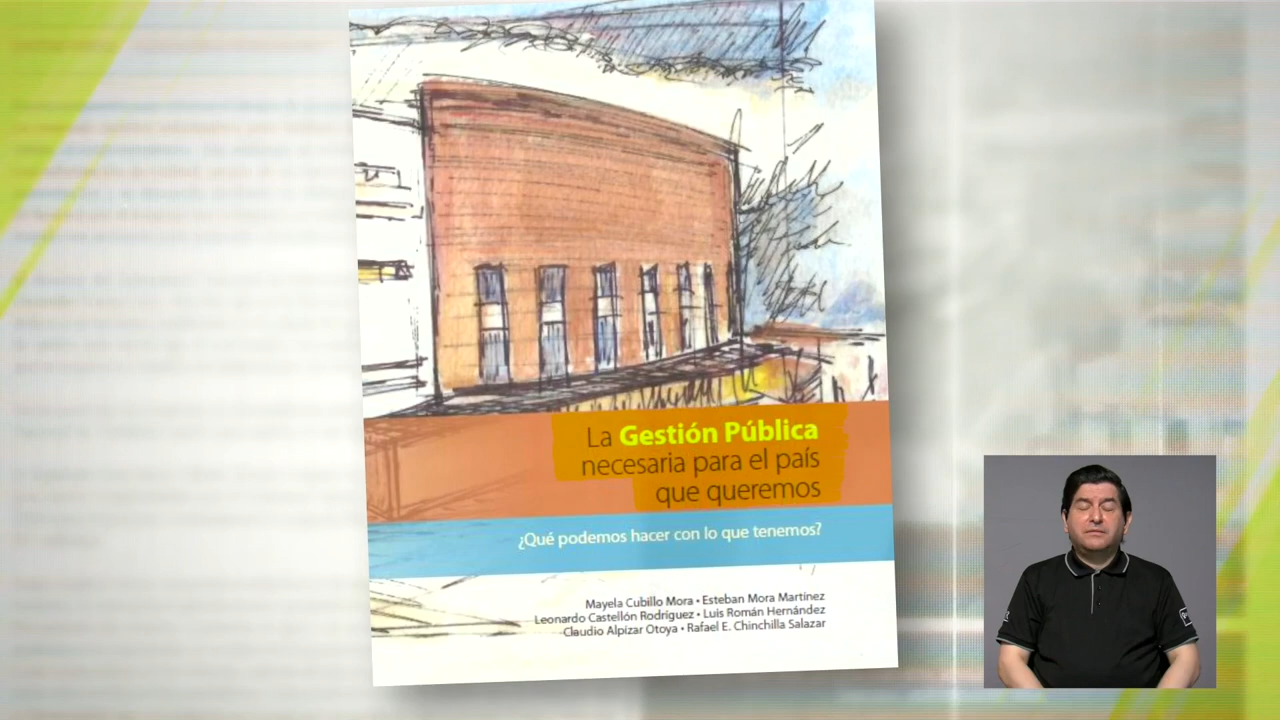 La Gestión Pública
necesaria para el país
que queremos
¿Qué podemos hacer con lo que tenemos?
Mayela Cubillo Mora • Esteban Mora Martínez
Leonardo Castellón Rodríguez • Luis Román Hernández
Claudio Alpízar Otoya • Rafael E. Chinchilla Salazar